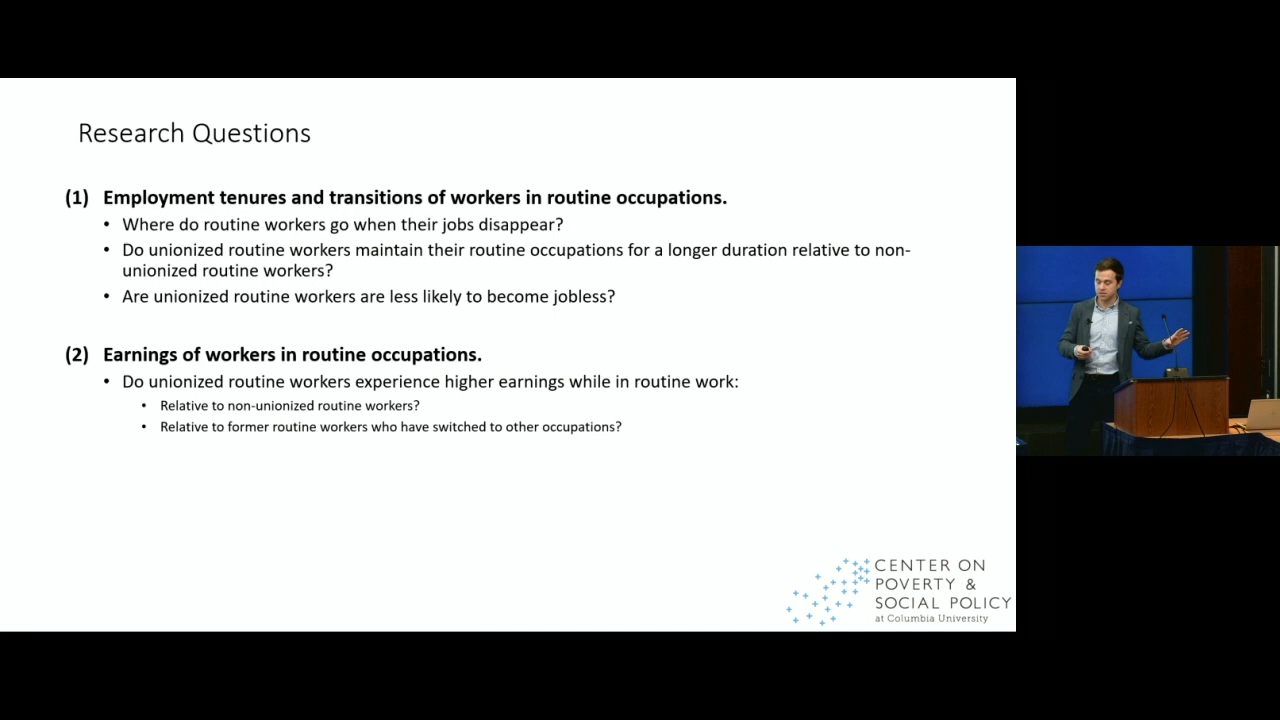 Research Questions
(1) Employment tenures and transitions of workers in routine occupations.
• Where do routine workers go when their jobs disappear?
• Do unionized routine workers maintain their routine occupations for a longer duration relative to non-
unionized routine workers?
• Are unionized routine workers are less likely to become jobless?
(2) Earnings of workers in routine occupations.
• Do unionized routine workers experience higher earnings while in routine work:
• Relative to non-unionized routine workers?
• Relative to former routine workers who have switched to other occupations?
CENTER ON
POVERTY &
SOCIAL POLICY
at Columbia University